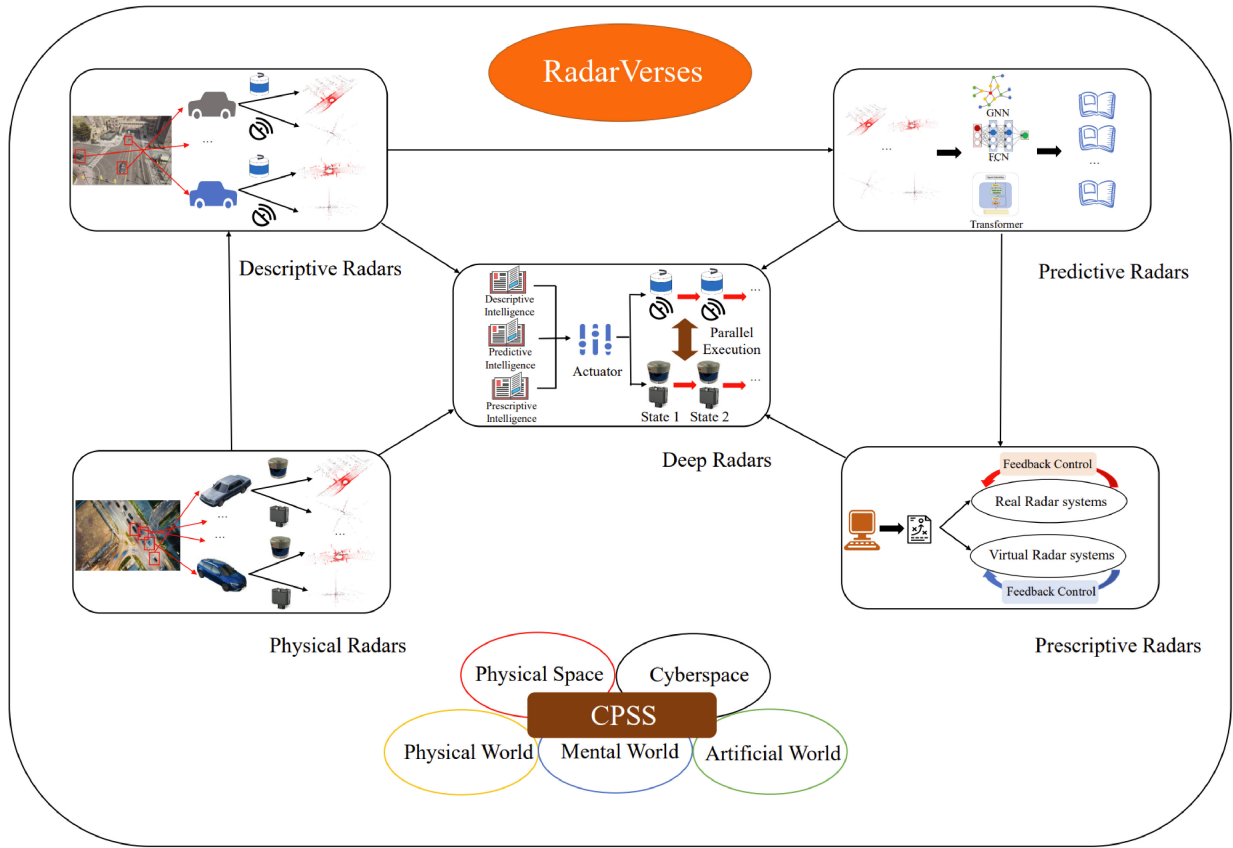 RadarVerses
...
Descriptive Radars
...
GNN
FCN
Transformer
...
Predictive Radars
Descriptive
Intelligence
Predictive
Intelligence
Prescriptive
Intelligence
Actuator
...
Parallel
Execution
...
State 1
State 2
Deep Radars
...
...
Physical Radars
Feedback Control
Real Radar systems
Virtual Radar systems
Feedback Control
Prescriptive Radars
Physical Space
Cyberspace
CPSS
Physical World
Mental World
Artificial World